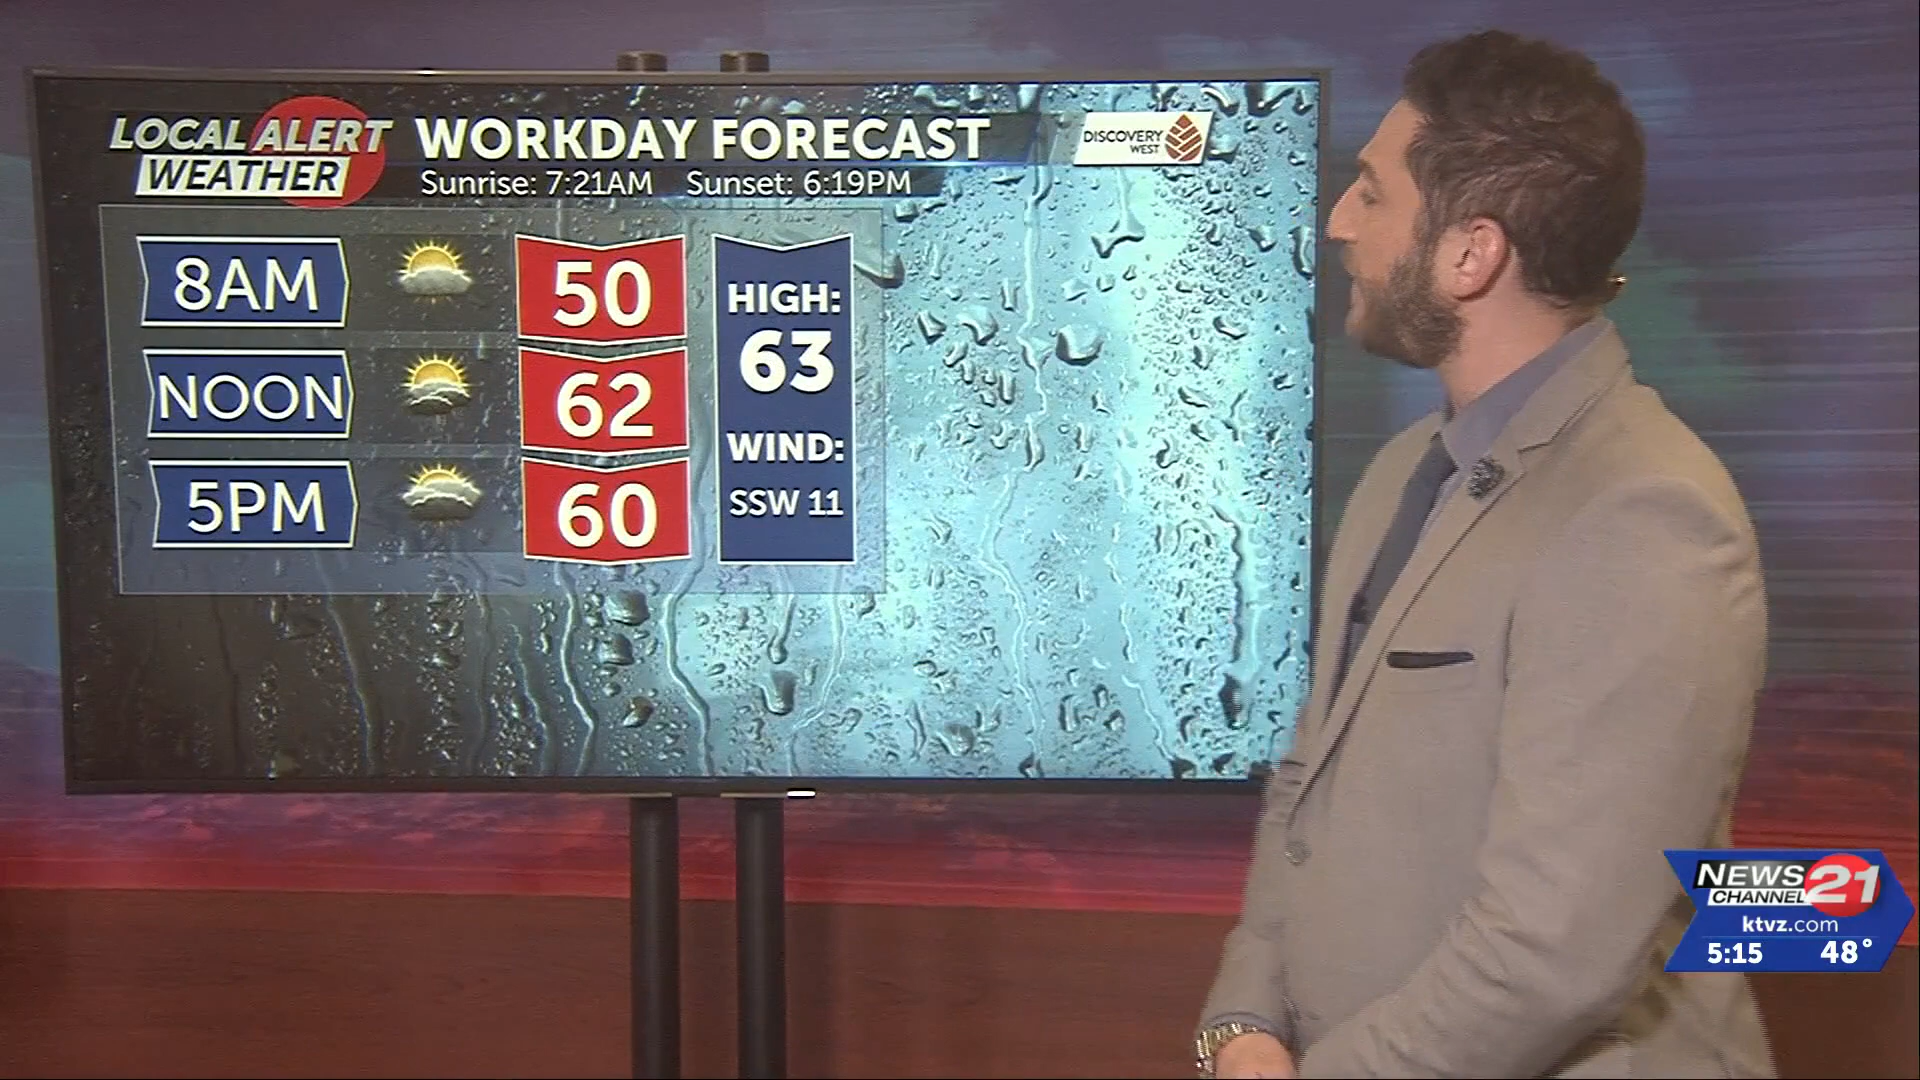 LOCAL ALERT
WEATHER
WORKDAY FORECAST
Sunrise: 7:21AM Sunset: 6:19PM
DISCOVERY
WEST
8AM
50
NOON
62
5PM
60
HIGH:
63
WIND:
SSW 11
NEWS
CHANNEL 21
ktvz.com
5:15 48°